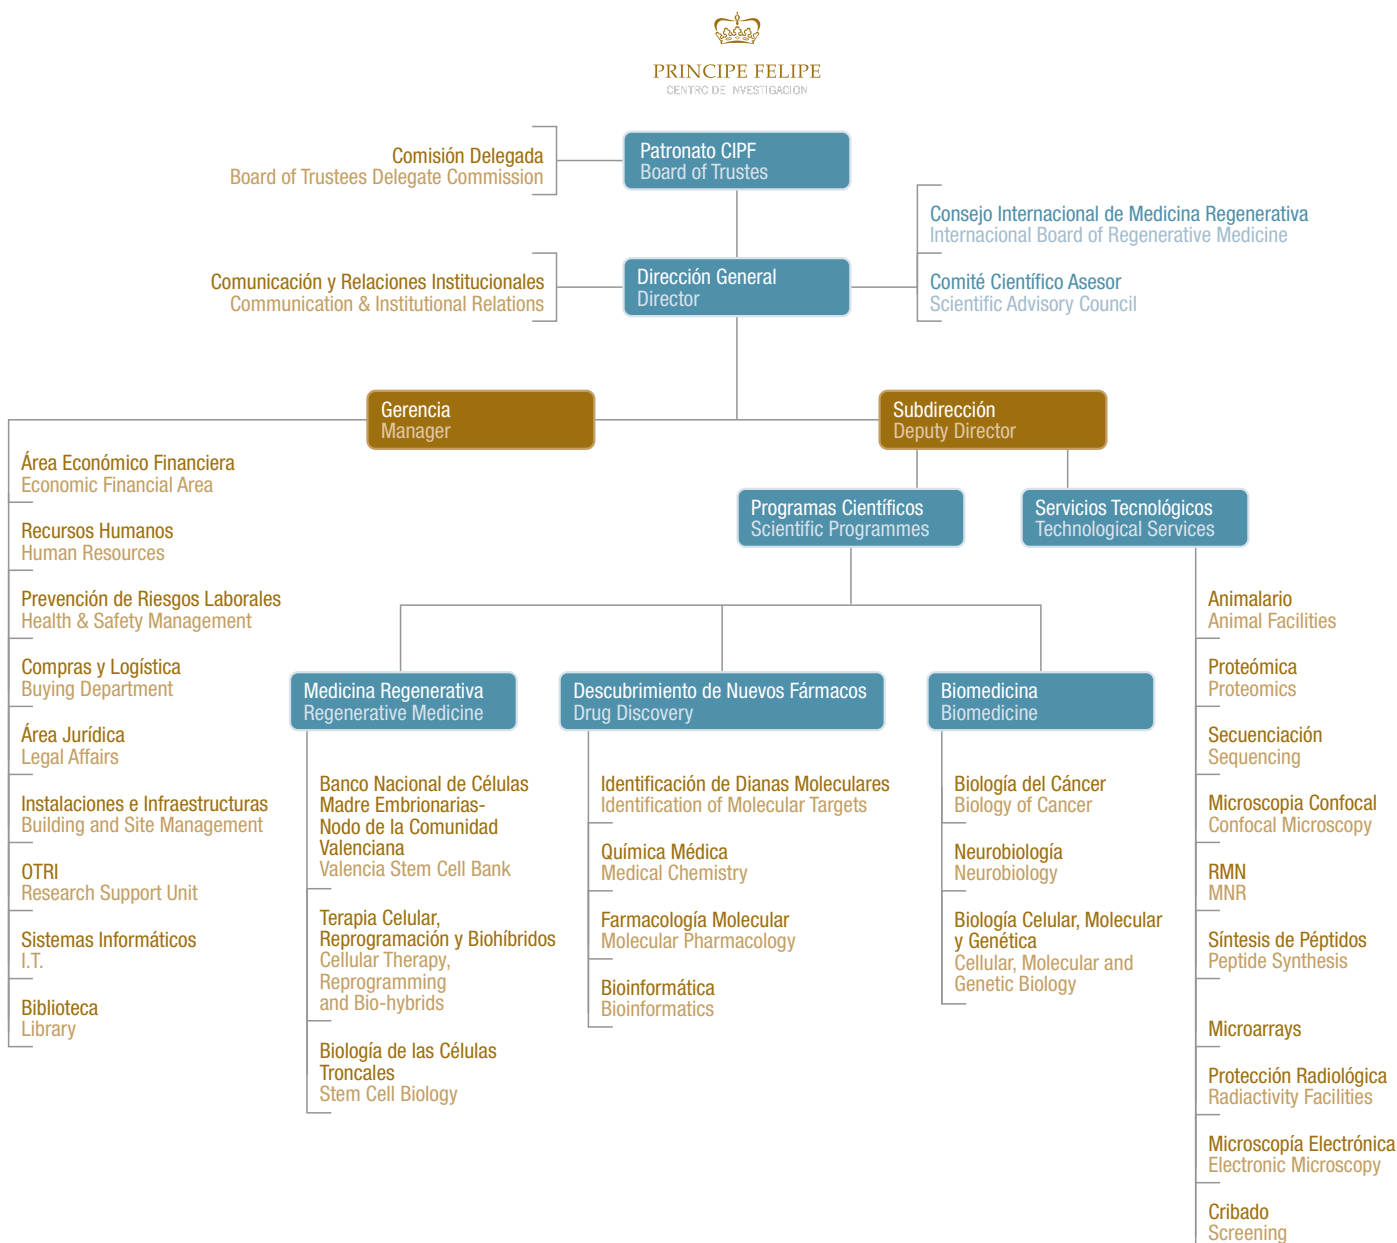 PRINCIPE FELIPE
CENTRO DE INVESTIGACION
Comisión Delegada
Board of Trustees Delegate Commission
Patronato CIPF
Board of Trustes
Consejo Internacional de Medicina Regenerativa
Internacional Board of Regenerative Medicine
Comunicación y Relaciones Institucionales
Communication & Institutional Relations
Dirección General
Director
Comité Científico Asesor
Scientific Advisory Council
Gerencia
Manager
Subdirección
Deputy Director
Área Económico Financiera
Economic Financial Area
Recursos Humanos
Human Resources
Prevención de Riesgos Laborales
Health & Safety Management
Compras y Logística
Buying Department
Área Jurídica
Legal Affairs
Instalaciones e Infraestructuras
Building and Site Management
OTRI
Research Support Unit
Sistemas Informáticos
I.T.
Biblioteca
Library
Programas Científicos
Scientific Programmes
Servicios Tecnológicos
Technological Services
Medicina Regenerativa
Regenerative Medicine
Banco Nacional de Células
Madre Embrionarias-
Nodo de la Comunidad
Valenciana
Valencia Stem Cell Bank
Terapia Celular,
Reprogramación y Biohíbridos
Cellular Therapy,
Reprogramming
and Bio-hybrids
Biología de las Células
Troncales
Stem Cell Biology
Descubrimiento de Nuevos Fármacos
Drug Discovery
Identificación de Dianas Moleculares
Identification of Molecular Targets
Química Médica
Medical Chemistry
Farmacología Molecular
Molecular Pharmacology
Bioinformática
Bioinformatics
Biomedicina
Biomedicine
Biología del Cáncer
Biology of Cancer
Neurobiología
Neurobiology
Biología Celular, Molecular
y Genética
Cellular, Molecular and
Genetic Biology
Animalario
Animal Facilities
Proteómica
Proteomics
Secuenciación
Sequencing
Microscopia Confocal
Confocal Microscopy
RMN
MNR
Síntesis de Péptidos
Peptide Synthesis
Microarrays
Protección Radiológica
Radiactivity Facilities
Microscopía Electrónica
Electronic Microscopy
Cribado
Screening